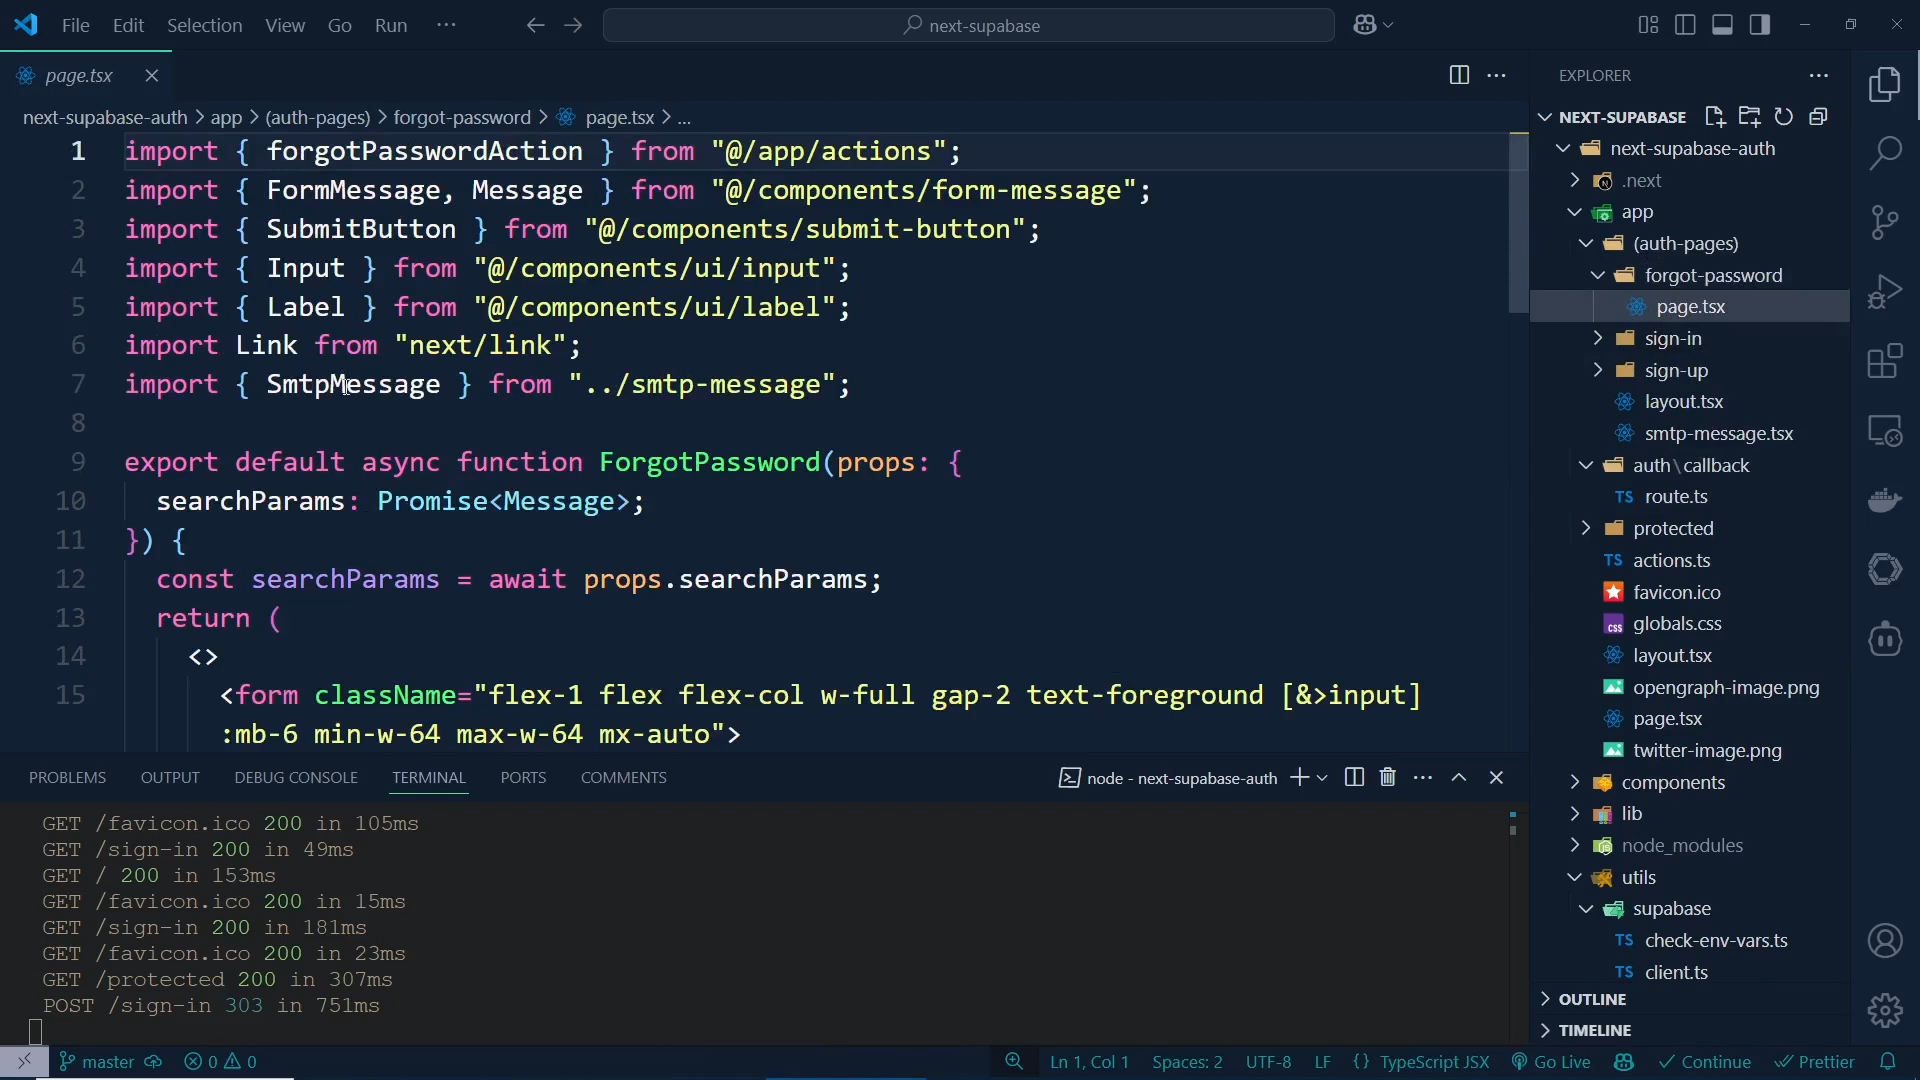 File Edit Selection View Go Run ...
next-supabase
page.tsx
next-supabase-auth > app > (auth-pages) > forgot-password > page.tsx > ...
1 import { forgotPasswordAction } from "@/app/actions";
2 import { FormMessage, Message } from "@/components/form-message";
3 import { SubmitButton } from "@/components/submit-button";
4 import { Input } from "@/components/ui/input";
5 import { Label } from "@/components/ui/label";
6 import Link from "next/link";
7 import { SmtpMessage } from "../smtp-message";
8
9 export default async function ForgotPassword(props: {
10 searchParams: Promise<Message>;
11 }) {
12 const searchParams = await props.searchParams;
13 return (
14 <>
15 <form className="flex-1 flex flex-col w-full gap-2 text-foreground [&>input]
:mb-6 min-w-64 max-w-64 mx-auto">
PROBLEMS OUTPUT DEBUG CONSOLE TERMINAL PORTS COMMENTS
node - next-supabase-auth
GET /favicon.ico 200 in 105ms
GET /sign-in 200 in 49ms
GET / 200 in 153ms
GET /favicon.ico 200 in 15ms
GET /sign-in 200 in 181ms
GET /favicon.ico 200 in 23ms
GET /protected 200 in 307ms
POST /sign-in 303 in 751ms
EXPLORER
NEXT-SUPABASE
next-supabase-auth
.next
app
(auth-pages)
forgot-password
page.tsx
sign-in
sign-up
layout.tsx
smtp-message.tsx
auth\callback
TS route.ts
protected
TS actions.ts
favicon.ico
css globals.css
layout.tsx
opengraph-image.png
page.tsx
twitter-image.png
components
lib
node_modules
utils
supabase
TS check-env-vars.ts
TS client.ts
OUTLINE
TIMELINE
master 0 0 Ln 1, Col 1 Spaces: 2 UTF-8 LF {} TypeScript JSX Go Live Continue Prettier